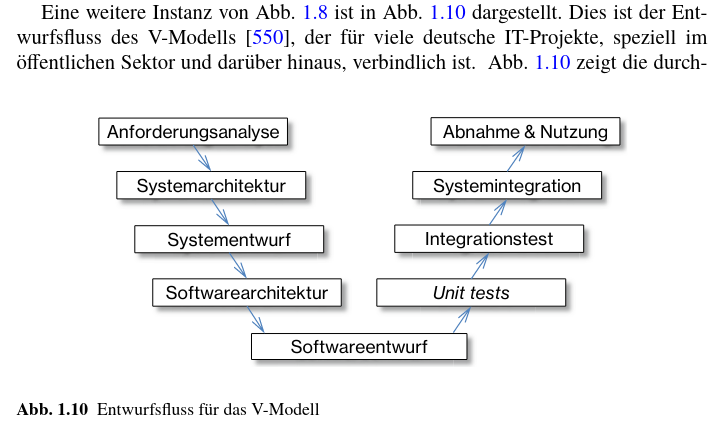 Eine weitere Instanz von Abb. 1.8 ist in Abb. 1.10 dargestellt. Dies ist der Ent-
wurfsfluss des V-Modells [550], der für viele deutsche IT-Projekte, speziell im
öffentlichen Sektor und darüber hinaus, verbindlich ist. Abb. 1.10 zeigt die durch-
Anforderungsanalyse
Systemarchitektur
Systementwurf
Softwarearchitektur
Softwareentwurf
Unit tests
Integrationstest
Systemintegration
Abnahme & Nutzung
Abb. 1.10 Entwurfsfluss für das V-Modell